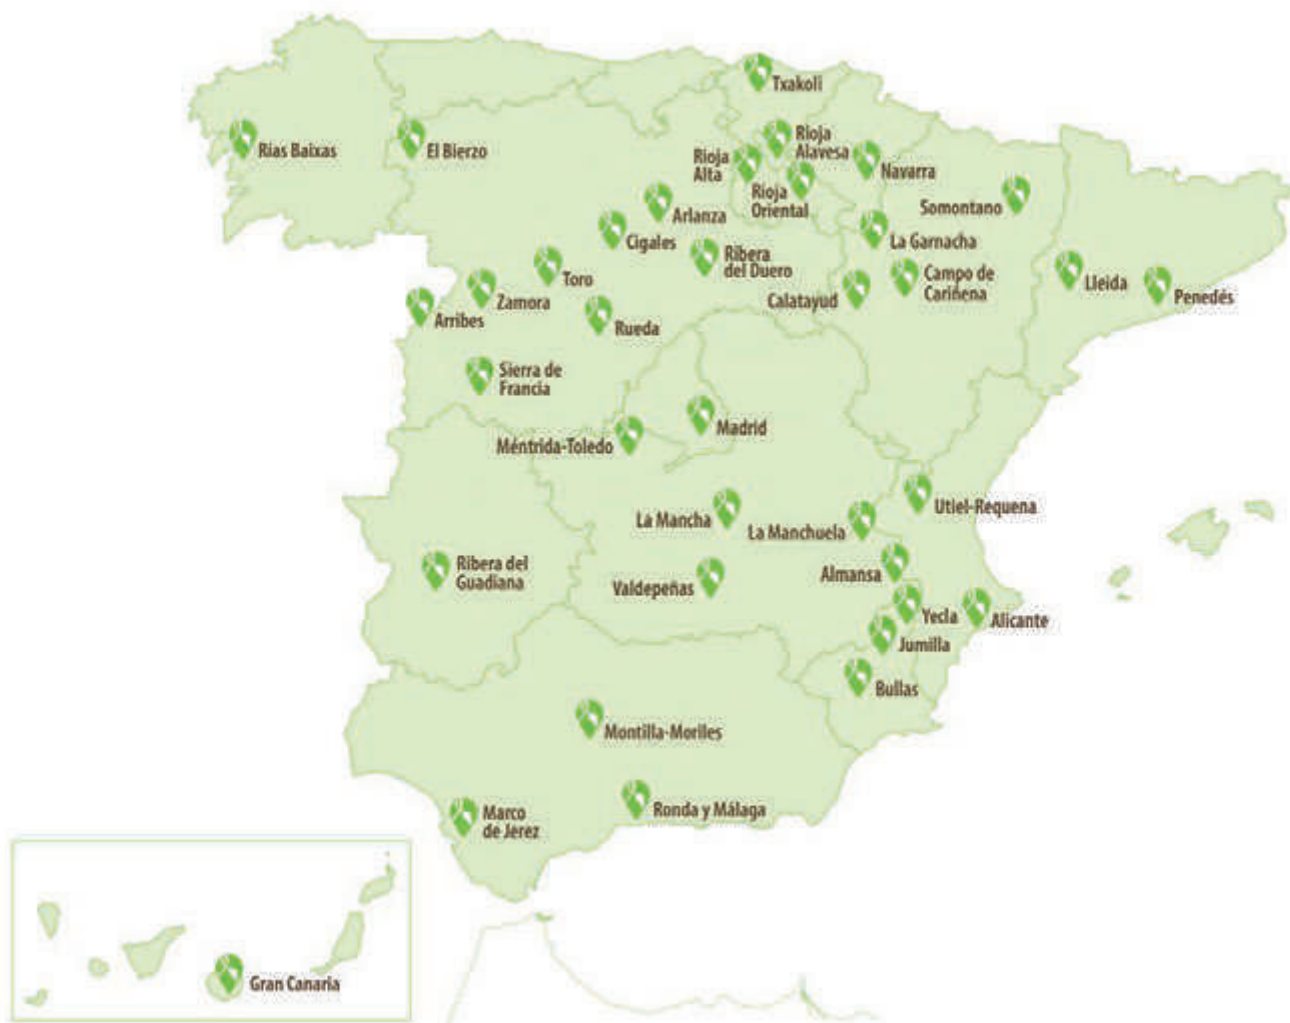 Txakoli
Rías Baixas
El Bierzo
Rioja
Alavesa
Rioja
Alta
Navarra
Rioja
Oriental
Somontano
Arlanza
Cigales
La Garnacha
Ribera
del Duero
Toro
Zamora
Calatayud
Campo de
Cariñena
Lleida
Penedés
Arribes
Rueda
Sierra de
Francia
Madrid
Méntrida-Toledo
La Mancha
La Manchuela
Utiel-Requena
Ribera del
Guadiana
Valdepeñas
Almansa
Yecla
Alicante
Jumilla
Bullas
Montilla-Moriles
Marco
de Jerez
Ronda y Málaga
Gran Canaria